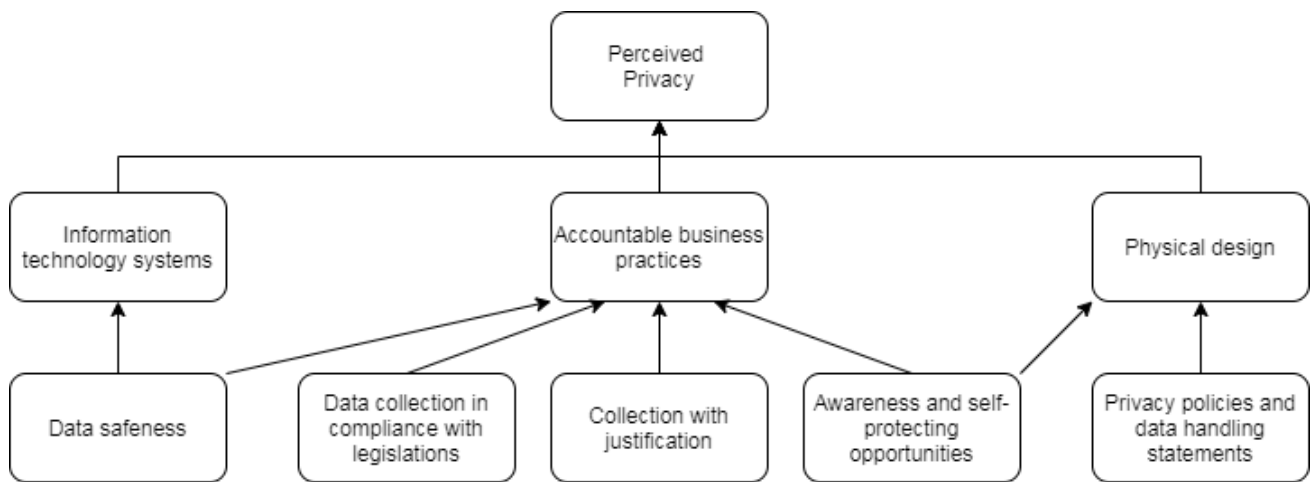 Perceived
Privacy
Information
technology systems
Accountable business
practices
Physical design
Data safeness
Data collection in
compliance with
legislations
Collection with
justification
Awareness and self-
protecting
opportunities
Privacy policies and
data handling
statements